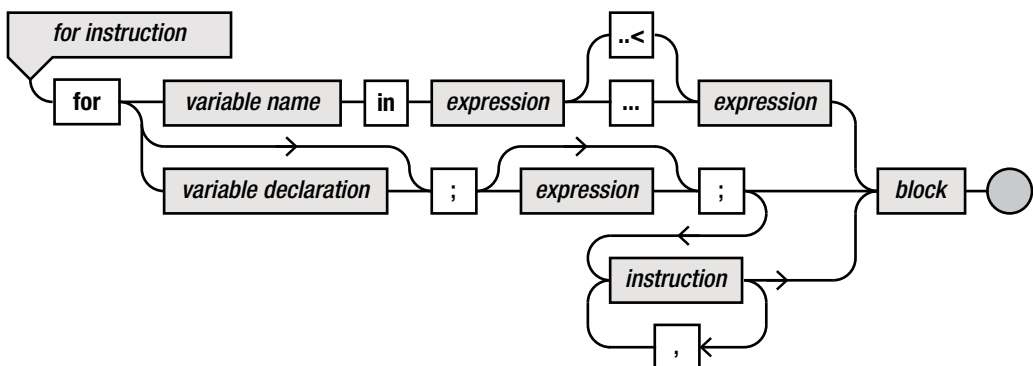 for instruction
..<
for variable name in expression ... expression
variable declaration ; expression ; block
instruction
,